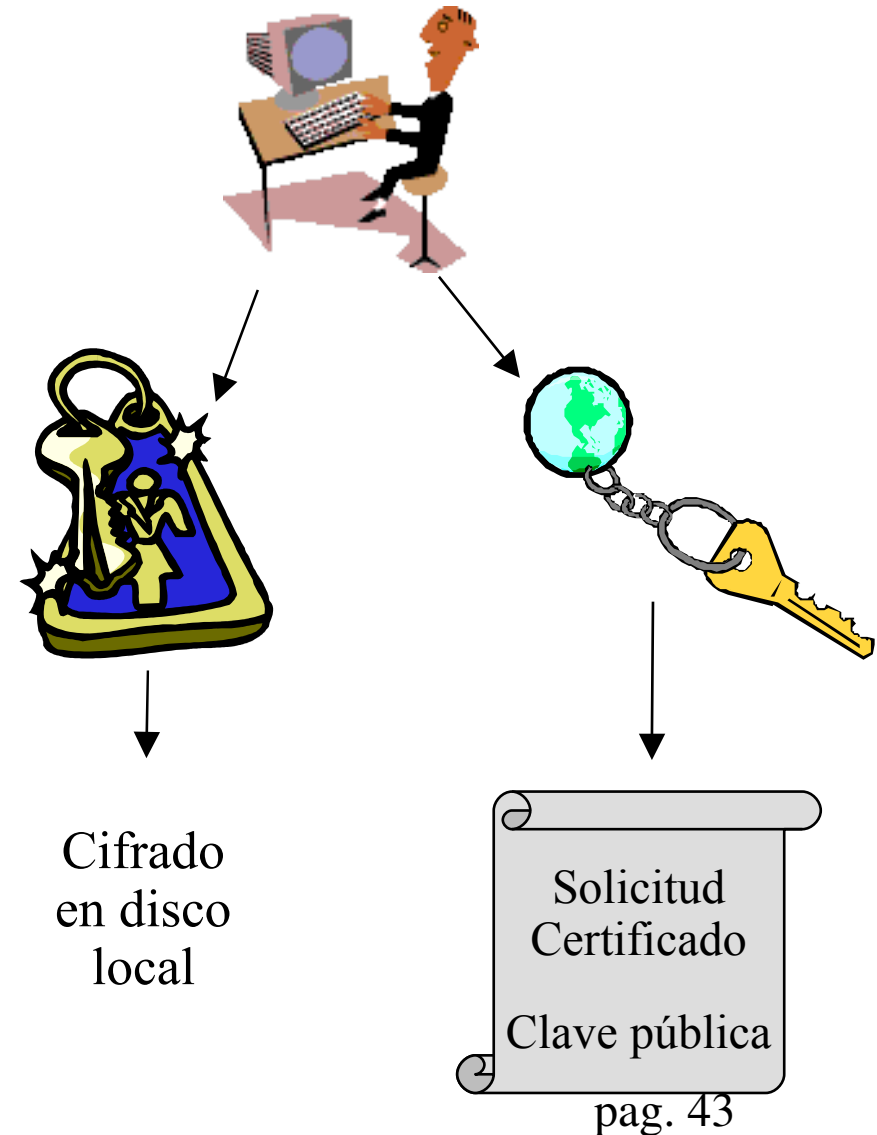 Cifrado
en disco
local
Solicitud
Certificado
Clave pública
pag. 43